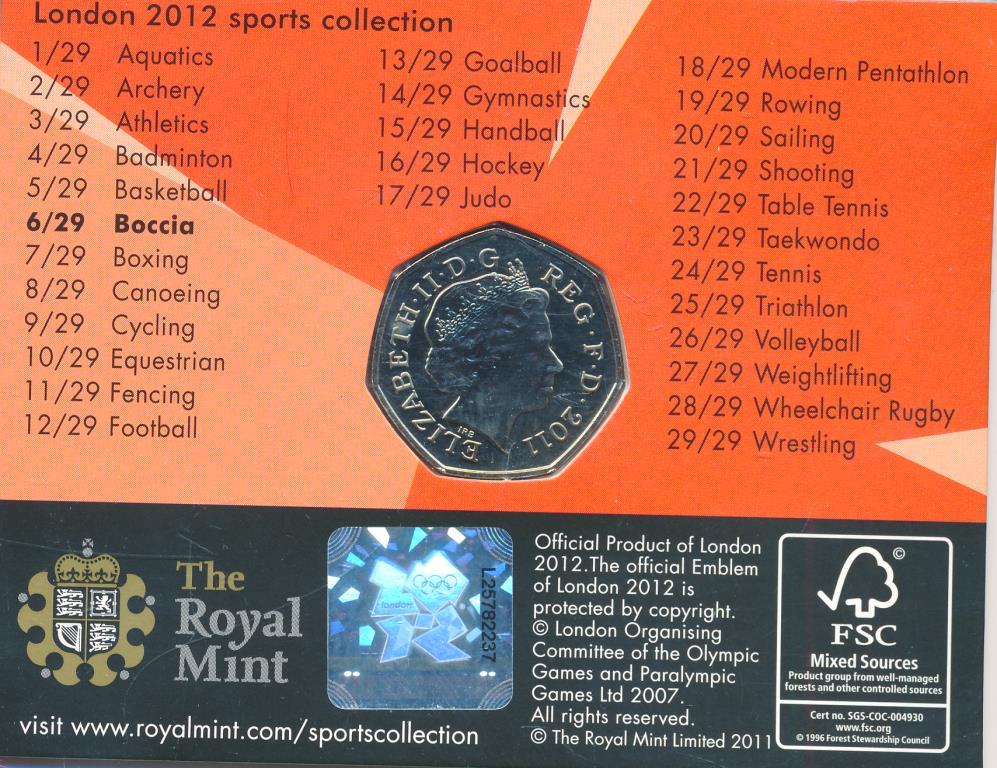 London 2012 sports collection
1/29 Aquatics
2/29 Archery
3/29 Athletics
4/29 Badminton
5/29 Basketball
6/29 Boccia
7/29 Boxing
8/29 Canoeing
9/29 Cycling
10/29 Equestrian
11/29 Fencing
12/29 Football
13/29 Goalball
14/29 Gymnastics
15/29 Handball
16/29 Hockey
17/29 Judo
18/29 Modern Pentathlon
19/29 Rowing
20/29 Sailing
21/29 Shooting
22/29 Table Tennis
23/29 Taekwondo
24/29 Tennis
25/29 Triathlon
26/29 Volleyball
27/29 Weightlifting
28/29 Wheelchair Rugby
29/29 Wrestling
ELIZABETH·II·D·G REG·F·D·2011
IRB
The
Royal
Mint
london
L25782237
Official Product of London
2012.The official Emblem
of London 2012 is
protected by copyright.
© London Organising
Committee of the Olympic
Games and Paralympic
Games Ltd 2007.
All rights reserved.
© The Royal Mint Limited 2011
©
FSC
Mixed Sources
Product group from well-managed
forests and other controlled sources
Cert no. SGS-COC-004930
www.fsc.org
© 1996 Forest Stewardship Council
visit www.royalmint.com/sportscollection